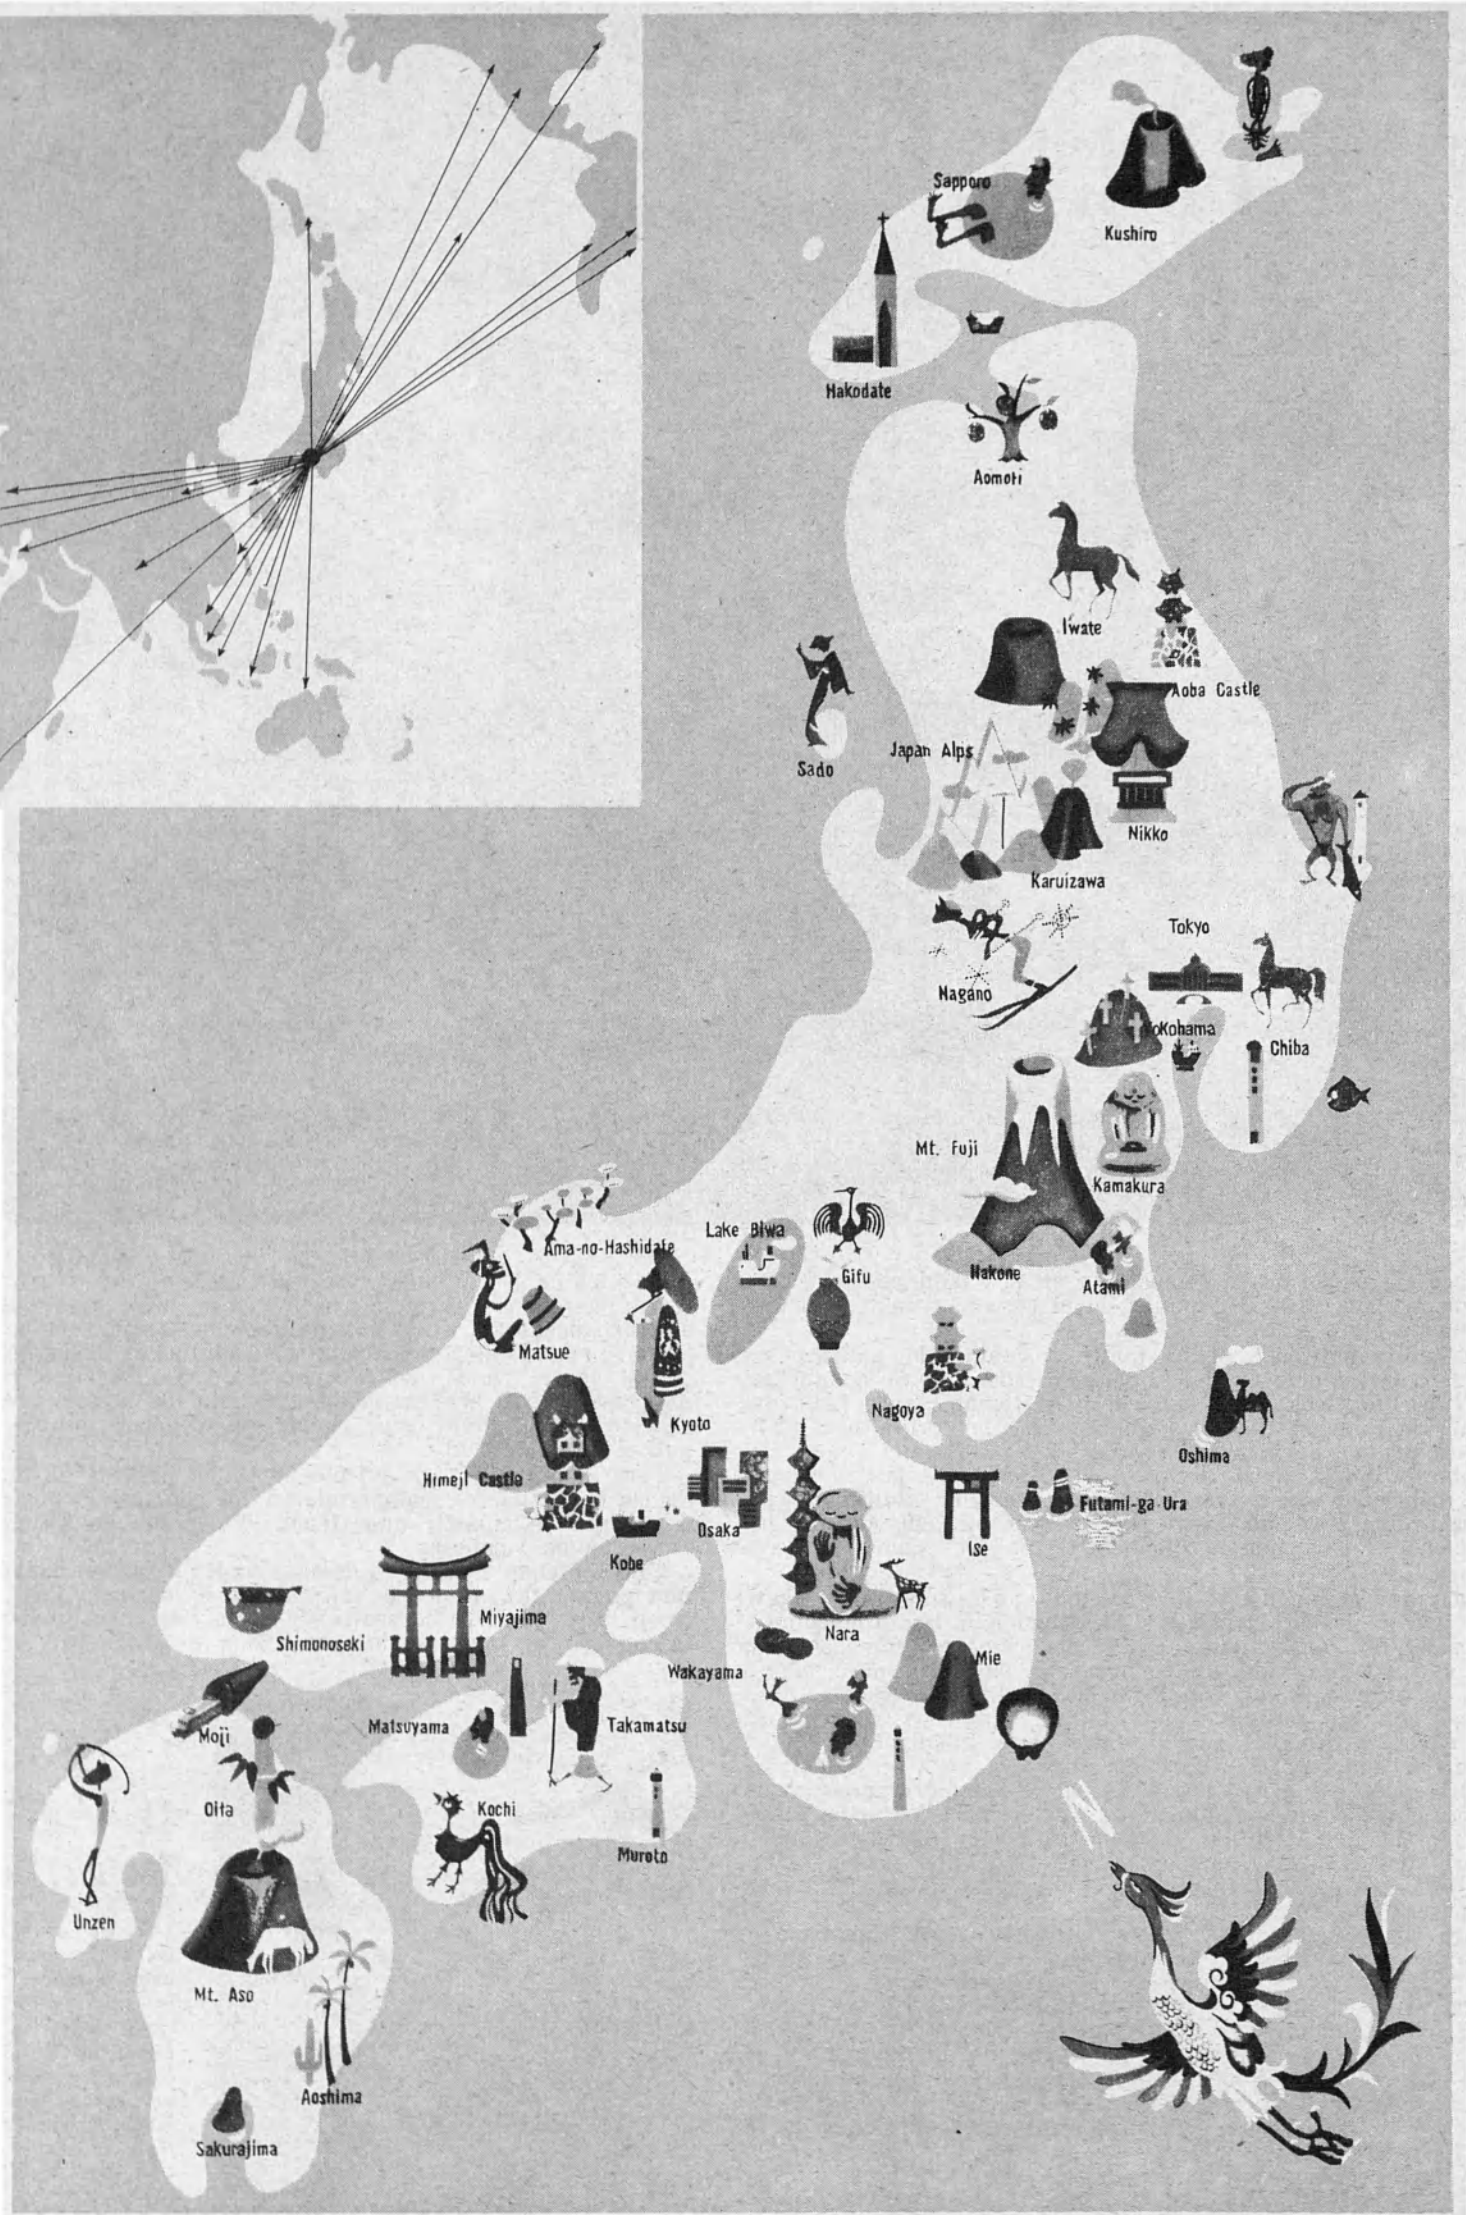 Sapporo
Kushiro
Hakodate
Aomori
Iwate
Aoba Castle
Japan Alps
Sado
Nikko
Karuizawa
Tokyo
Nagano
Yokohama
Chiba
Mt. Fuji
Kamakura
Lake Biwa
Ama-no-Hashidate
Gifu
Hakone
Atami
Matsue
Nagoya
Kyoto
Oshima
Himeji Castle
Futami-ga-Ura
Osaka
Ise
Kobe
Miyajima
Nara
Shimonoseki
Mie
Wakayama
Matsuyama
Takamatsu
Moji
Oita
Kochi
Muroto
N
Unzen
Mt. Aso
Aoshima
Sakurajima